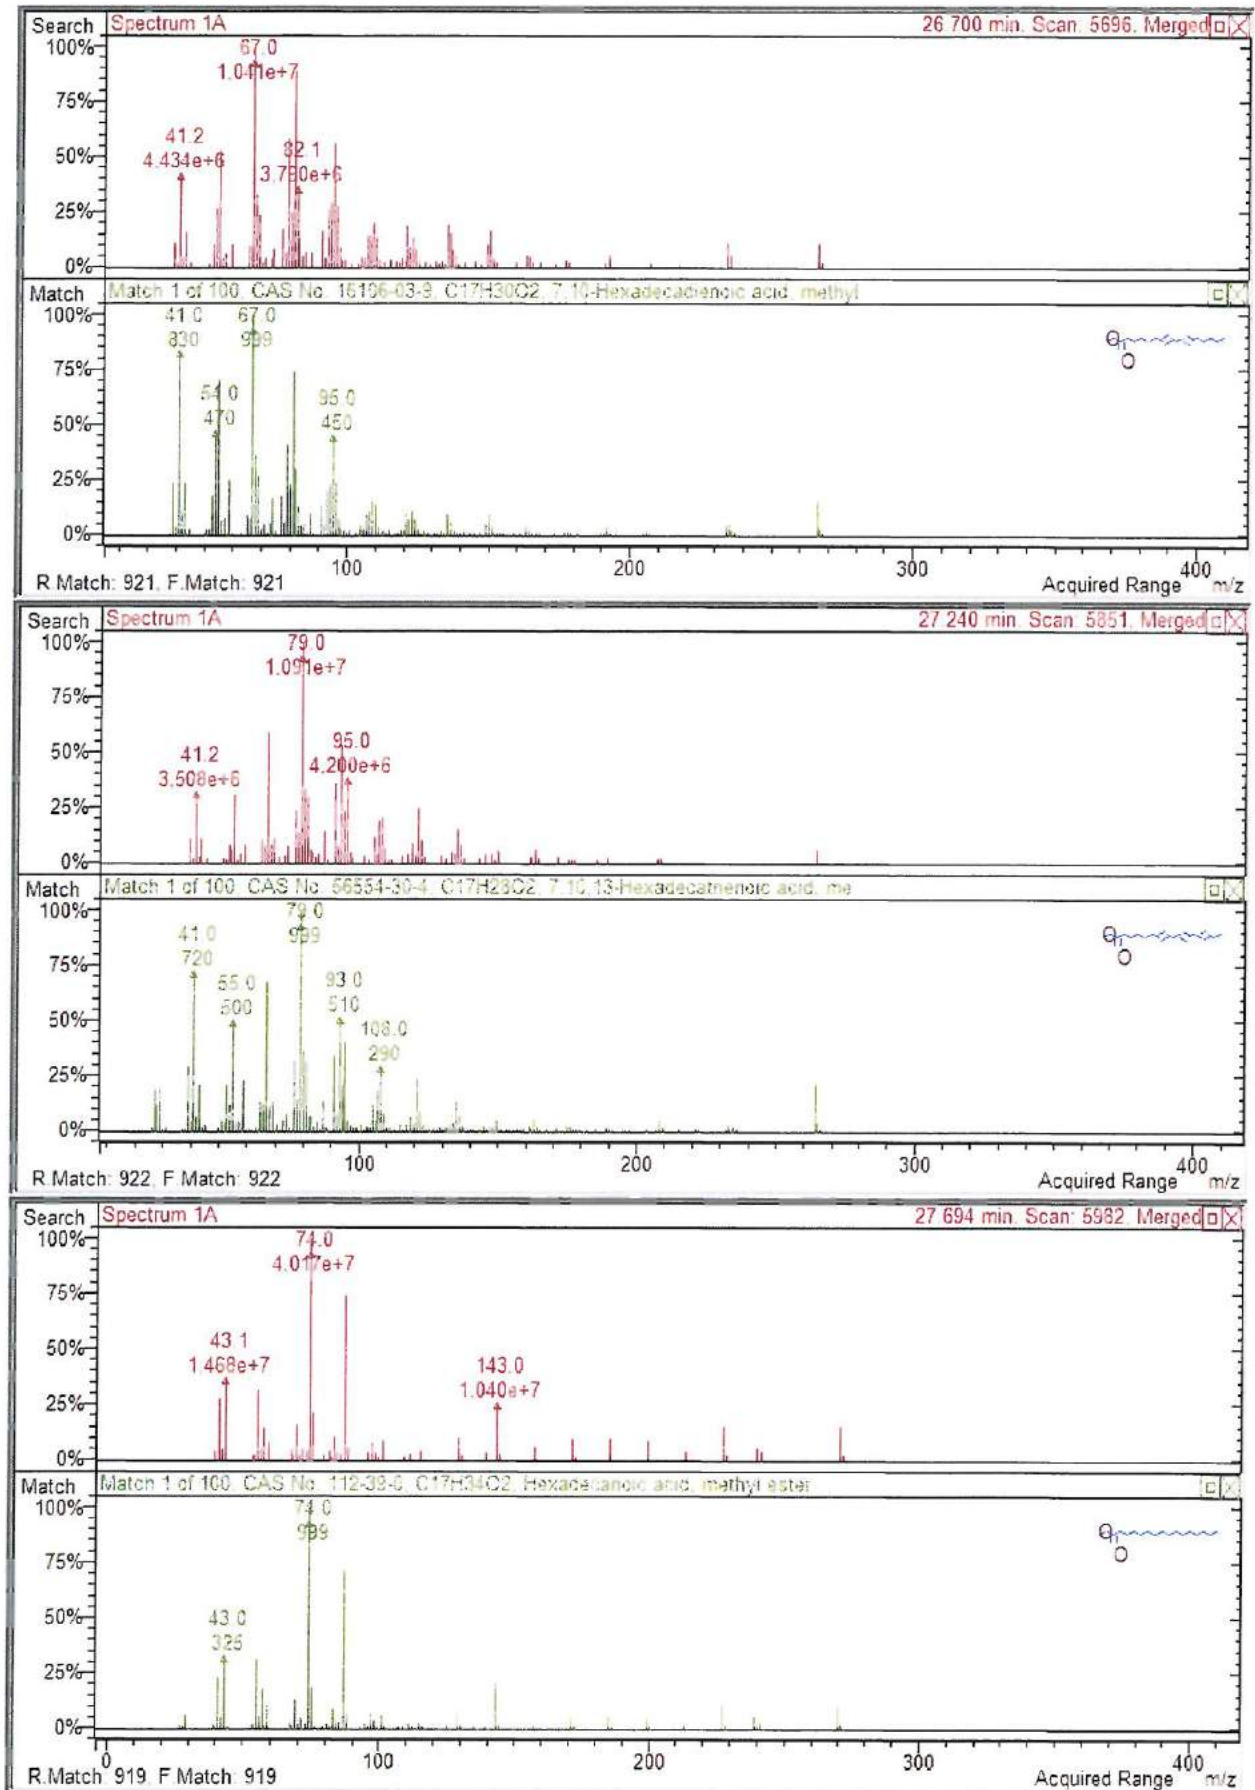 Search Spectrum 1A 26.700 min. Scan: 5696, Merged
100%
67.0
1.041e+7
75%
41.2
4.434e+6
50%
82.1
3.790e+6
25%
0%
Match Match 1 of 100, CAS No. 16106-03-9, C17H30O2, 7,10-Hexadecadienoic acid, methyl
100%
41.0
830
67.0
999
O
O
75%
54.0
470
95.0
450
50%
25%
0%
100 200 300 400
R.Match: 921, F.Match: 921 Acquired Range m/z
Search Spectrum 1A 27.240 min. Scan: 5851, Merged
100%
79.0
1.091e+7
75%
41.2
3.508e+6
95.0
4.200e+6
50%
25%
0%
Match Match 1 of 100, CAS No. 56554-30-4, C17H28O2, 7,10,13-Hexadecatrienoic acid, me
100%
79.0
999
41.0
720
O
O
75%
55.0
500
93.0
510
50%
108.0
290
25%
0%
100 200 300 400
R.Match: 922, F.Match: 922 Acquired Range m/z
Search Spectrum 1A 27.694 min. Scan: 5982, Merged
100%
74.0
4.017e+7
75%
43.1
1.468e+7
50%
143.0
1.040e+7
25%
0%
Match Match 1 of 100, CAS No. 112-39-0, C17H34O2, Hexadecanoic acid, methyl ester
100%
74.0
999
O
O
75%
43.0
326
50%
25%
0%
0 100 200 300 400
R.Match: 919, F.Match: 919 Acquired Range m/z